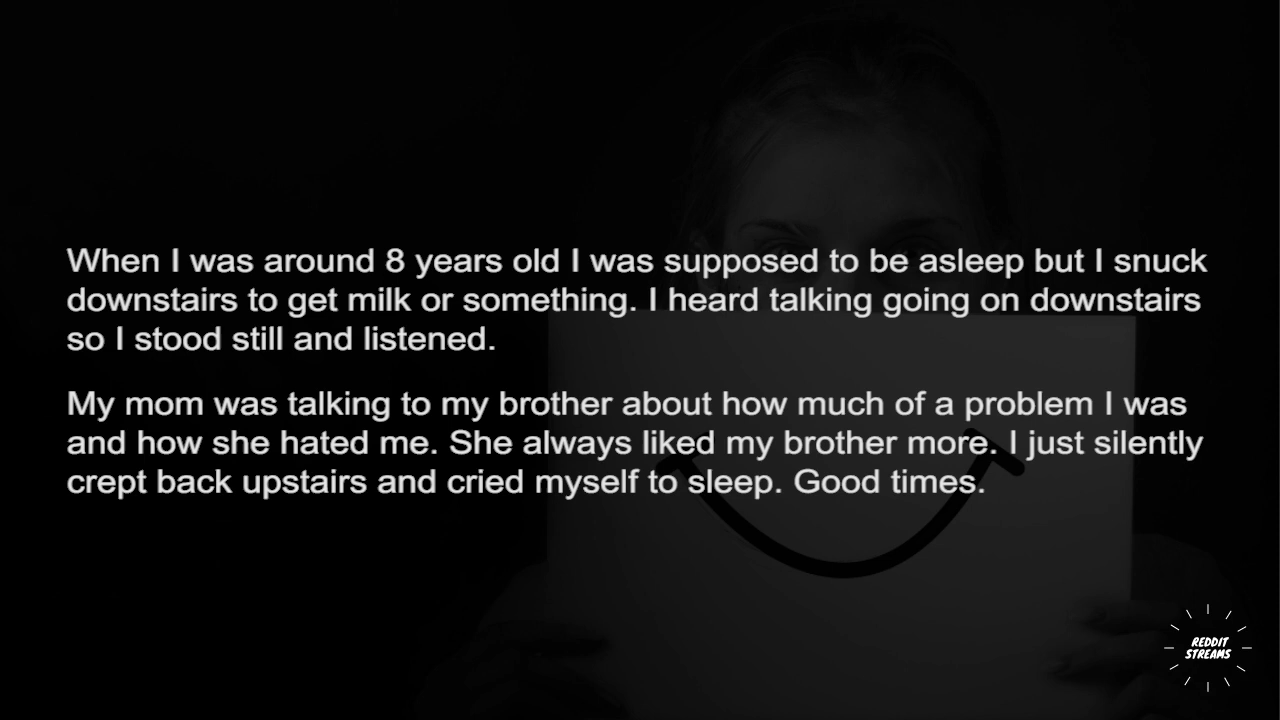 When I was around 8 years old I was supposed to be asleep but I snuck
downstairs to get milk or something. I heard talking going on downstairs
so I stood still and listened.
My mom was talking to my brother about how much of a problem I was
and how she hated me. She always liked my brother more. I just silently
crept back upstairs and cried myself to sleep. Good times.
REDDIT
STREAMS